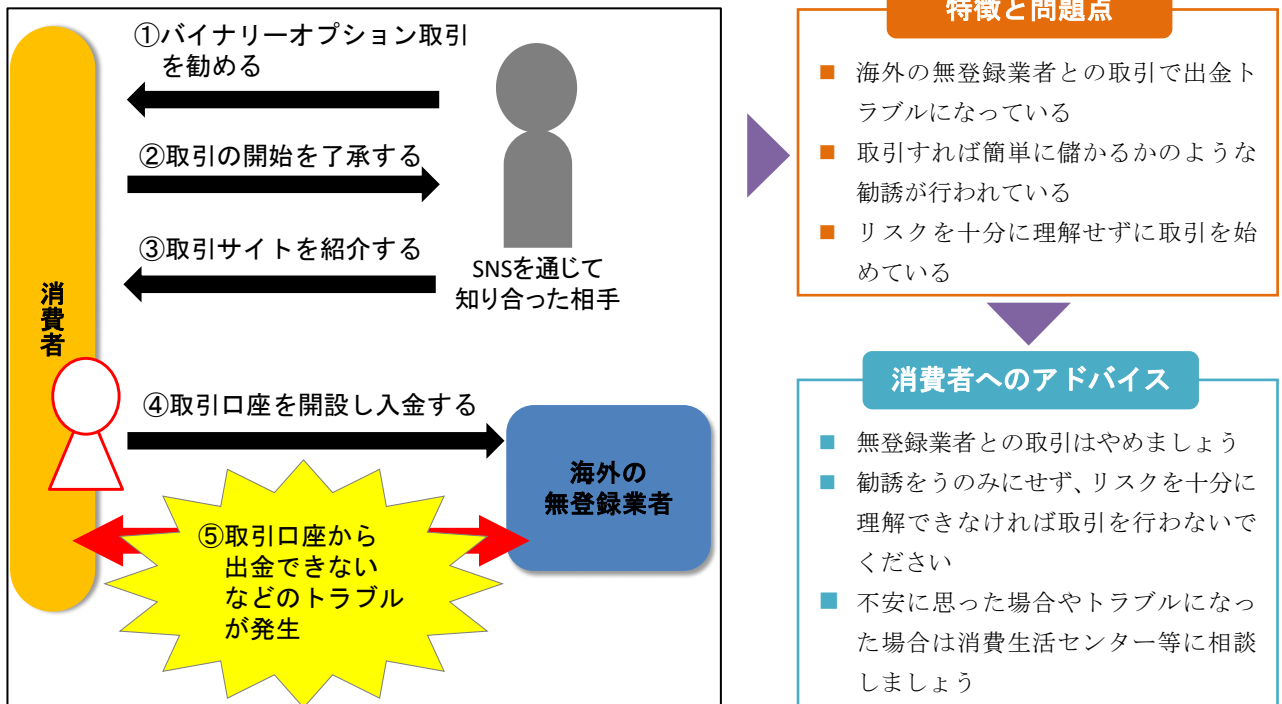 ①バイナリーオプション取引
を勧める
②取引の開始を了承する
③取引サイトを紹介する
SNSを通じて
知り合った相手
消費者
④取引口座を開設し入金する
海外の
無登録業者
⑤取引口座から
出金できない
などのトラブル
が発生
特徴と問題点
■ 海外の無登録業者との取引で出金ト
ラブルになっている
■ 取引すれば簡単に儲かるかのような
勧誘が行われている
■ リスクを十分に理解せずに取引を始
めている
消費者へのアドバイス
■ 無登録業者との取引はやめましょう
■ 勧誘をうのみにせず、リスクを十分に
理解できなければ取引を行わないで
ください
■ 不安に思った場合やトラブルになっ
た場合は消費生活センター等に相談
しましょう